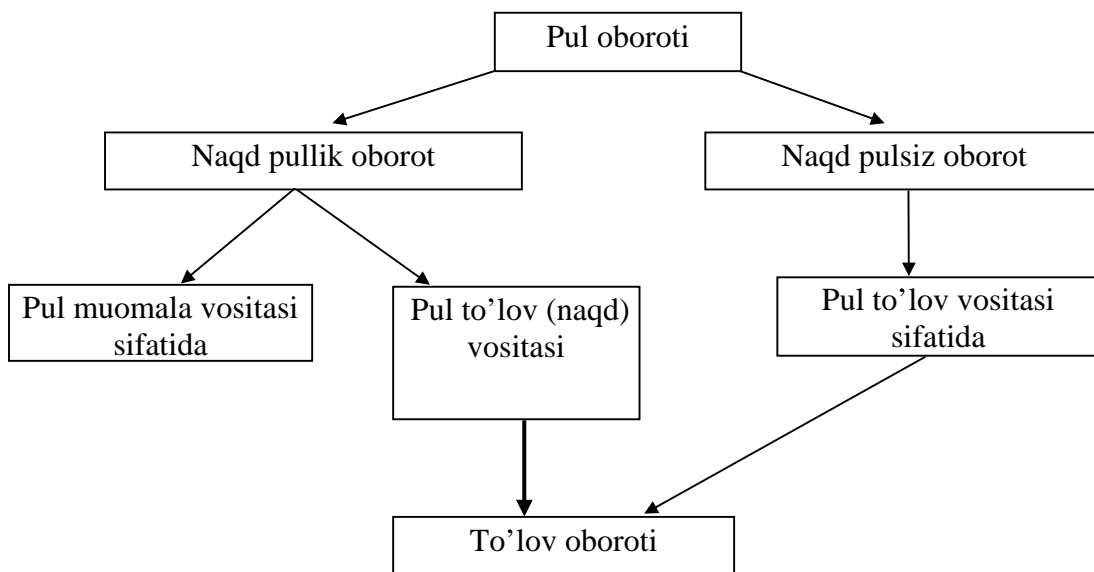 Pul oboroti
Naqd pullik oborot
Naqd pulsiz oborot
Pul muomala vositasi
sifatida
Pul to’lov (naqd)
vositasi
Pul to’lov vositasi
sifatida
To’lov oboroti